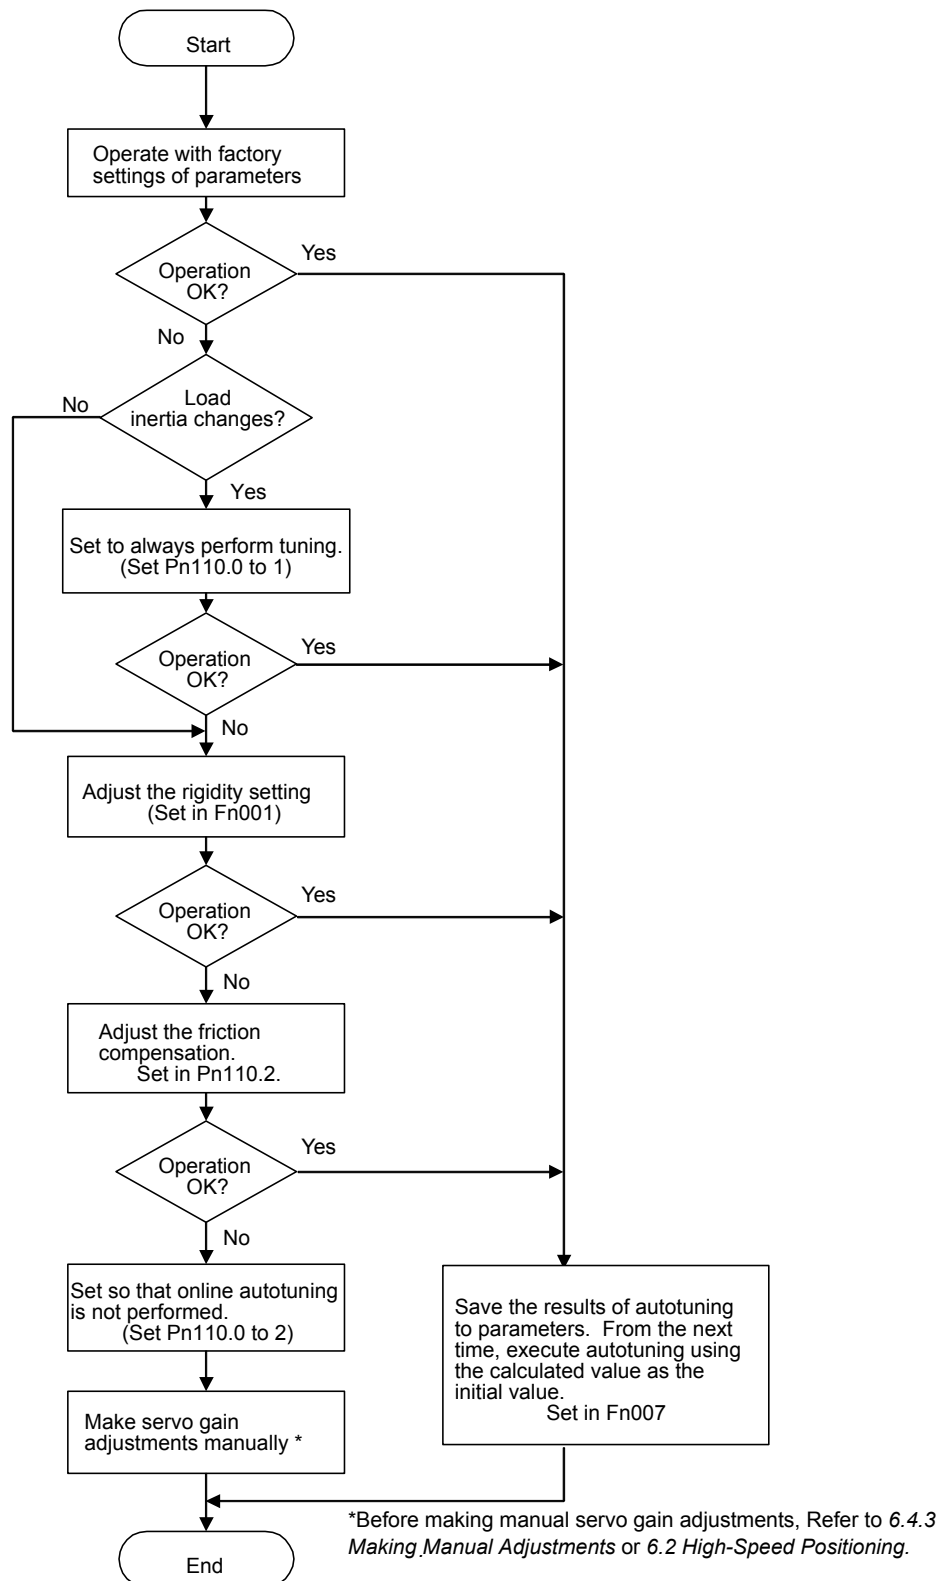 Start
Operate with factory
settings of parameters
Operation
OK?
Yes
No
Load
inertia changes?
No
Yes
Set to always perform tuning.
(Set Pn110.0 to 1)
Operation
OK?
Yes
No
Adjust the rigidity setting
(Set in Fn001)
Operation
OK?
Yes
No
Adjust the friction
compensation.
Set in Pn110.2.
Operation
OK?
Yes
No
Set so that online autotuning
is not performed.
(Set Pn110.0 to 2)
Save the results of autotuning
to parameters. From the next
time, execute autotuning using
the calculated value as the
initial value.
Set in Fn007
Make servo gain
adjustments manually *
*Before making manual servo gain adjustments, Refer to 6.4.3
Making Manual Adjustments or 6.2 High-Speed Positioning.
End